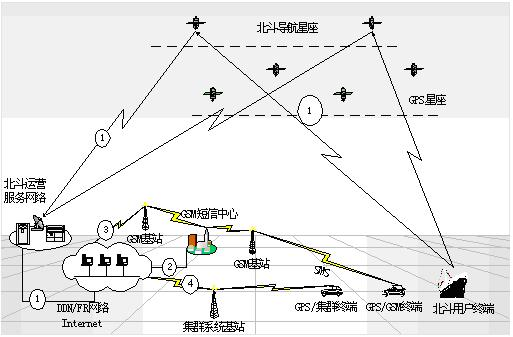 北斗导航星座
GPS星座
1
1
北斗运营
服务网络
3
GSM短信中心
GSM基站
GSM基站
2
SMS
4
1
DDN/FR网络
Internet
集群系统基站
GPS/集群终端
GPS/GSM终端
北斗用户终端